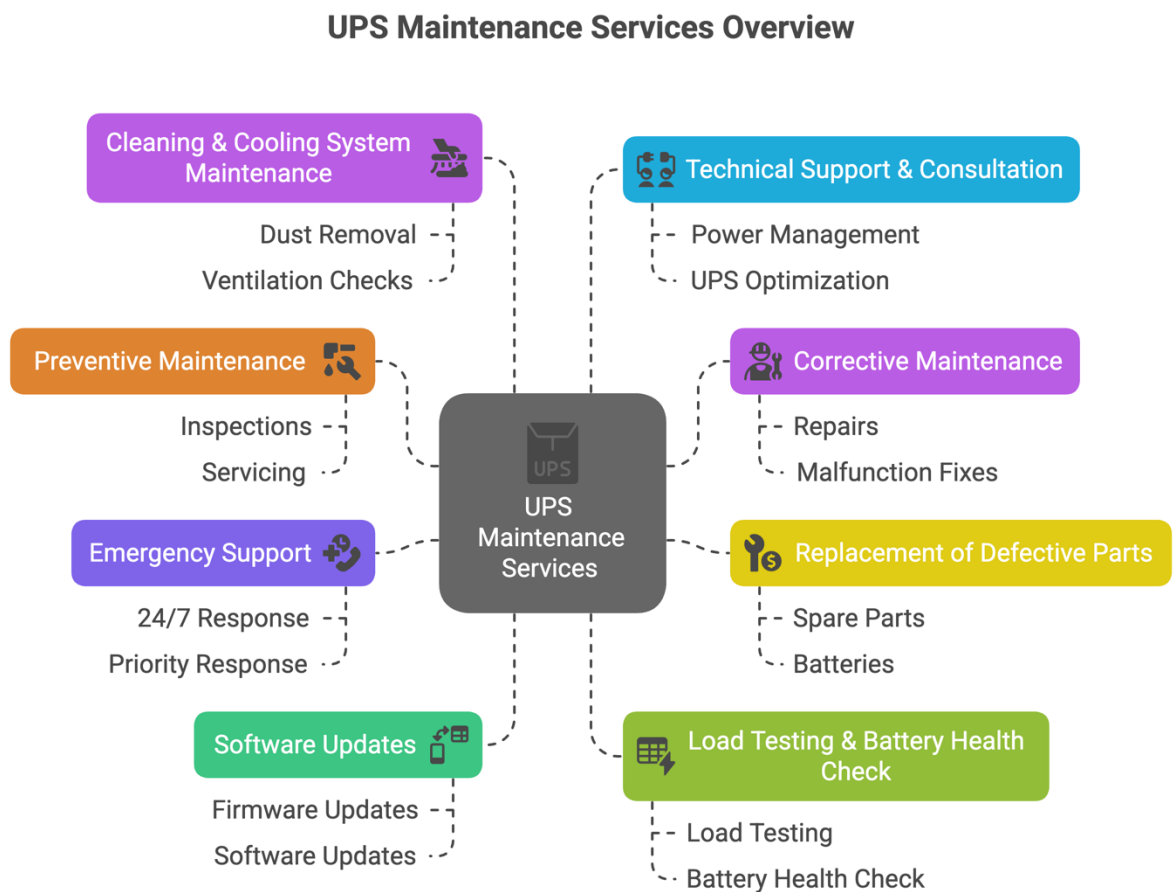 UPS Maintenance Services Overview
Cleaning & Cooling System
Maintenance
Dust Removal
Ventilation Checks
Preventive Maintenance
Inspections
Servicing
Emergency Support
24/7 Response
Priority Response
Software Updates
Firmware Updates
Software Updates
UPS
UPS
Maintenance
Services
Technical Support & Consultation
Power Management
UPS Optimization
Corrective Maintenance
Repairs
Malfunction Fixes
Replacement of Defective Parts
$
Spare Parts
Batteries
Load Testing & Battery Health
Check
Load Testing
Battery Health Check